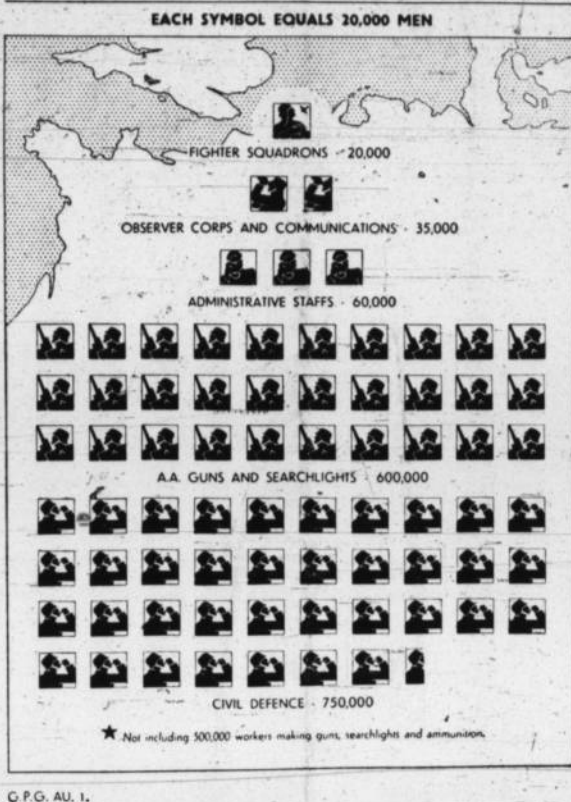 EACH SYMBOL EQUALS 20,000 MEN
FIGHTER SQUADRONS - 20,000
OBSERVER CORPS AND COMMUNICATIONS - 35,000
ADMINISTRATIVE STAFFS - 60,000
A.A. GUNS AND SEARCHLIGHTS - 600,000
CIVIL DEFENCE - 750,000
★ Not including 500,000 workers making guns, searchlights and ammunition.
G.P.G. AU. 1.